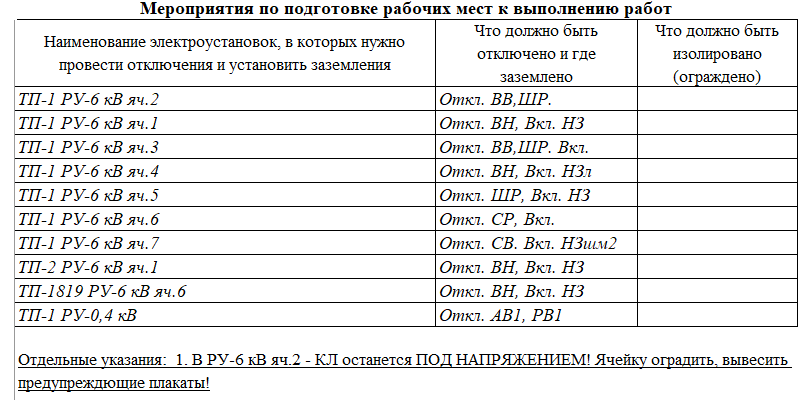 Мероприятия по подготовке рабочих мест к выполнению работ
Наименование электроустановок, в которых нужно провести отключения и установить заземления
Что должно быть отключено и где заземлено
Что должно быть изолировано (ограждено)
ТП-1 РУ-6 кВ яч.2 Откл. ВВ,ШР.
ТП-1 РУ-6 кВ яч.1 Откл. ВН, Вкл. НЗ
ТП-1 РУ-6 кВ яч.3 Откл. ВВ,ШР. Вкл.
ТП-1 РУ-6 кВ яч.4 Откл. ВН, Вкл. НЗл
ТП-1 РУ-6 кВ яч.5 Откл. ШР, Вкл. НЗ
ТП-1 РУ-6 кВ яч.6 Откл. СР, Вкл.
ТП-1 РУ-6 кВ яч.7 Откл. СВ. Вкл. НЗшм2
ТП-2 РУ-6 кВ яч.1 Откл. ВН, Вкл. НЗ
ТП-1819 РУ-6 кВ яч.6 Откл. ВН, Вкл. НЗ
ТП-1 РУ-0,4 кВ Откл. АВ1, РВ1
Отдельные указания: 1. В РУ-6 кВ яч.2 - КЛ останется ПОД НАПРЯЖЕНИЕМ! Ячейку оградить, вывесить
предупреждющие плакаты!